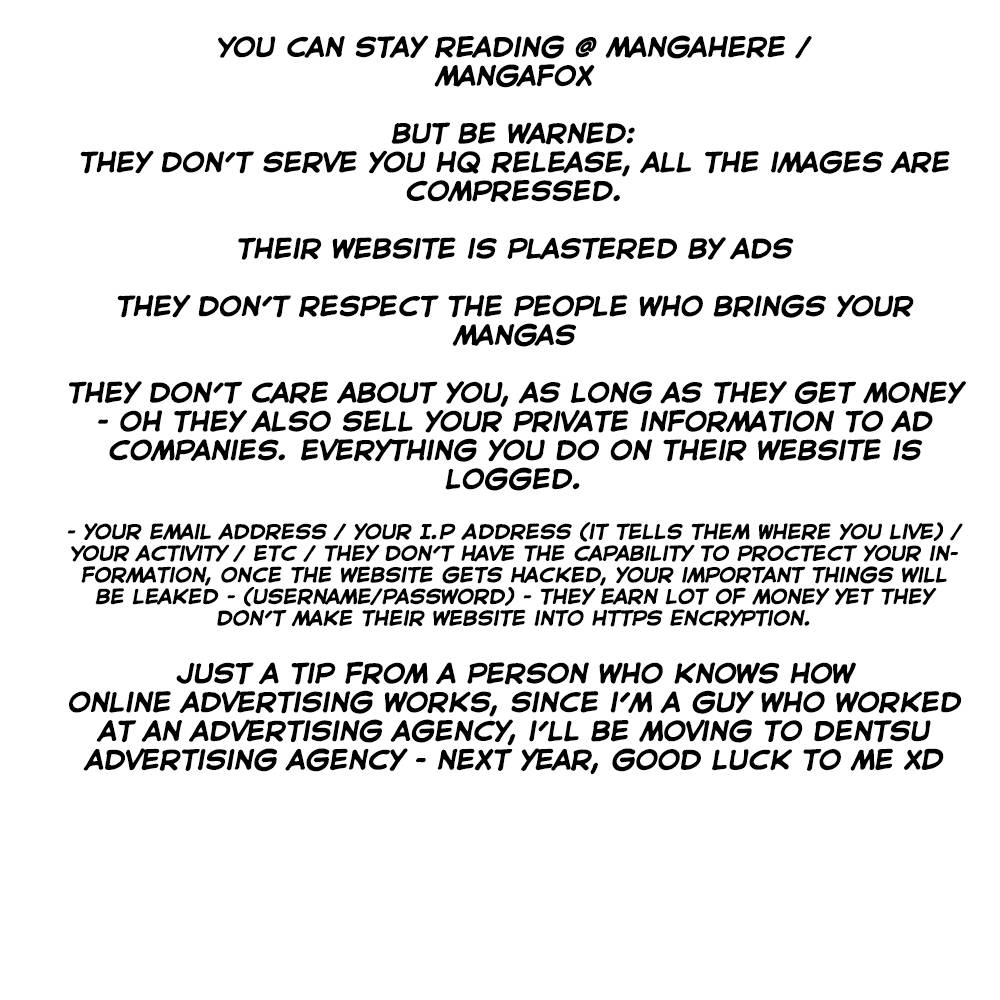 YOU CAN STAY READING @ MANGAHERE /
MANGAFOX
BUT BE WARNED:
THEY DON'T SERVE YOU HQ RELEASE, ALL THE IMAGES ARE
COMPRESSED.
THEIR WEBSITE IS PLASTERED BY ADS
THEY DON'T RESPECT THE PEOPLE WHO BRINGS YOUR
MANGAS
THEY DON'T CARE ABOUT YOU, AS LONG AS THEY GET MONEY
- OH THEY ALSO SELL YOUR PRIVATE INFORMATION TO AD
COMPANIES. EVERYTHING YOU DO ON THEIR WEBSITE IS
LOGGED.
- YOUR EMAIL ADDRESS / YOUR I.P ADDRESS (IT TELLS THEM WHERE YOU LIVE) /
YOUR ACTIVITY / ETC / THEY DON'T HAVE THE CAPABILITY TO PROCTECT YOUR IN-
FORMATION, ONCE THE WEBSITE GETS HACKED, YOUR IMPORTANT THINGS WILL
BE LEAKED - (USERNAME/PASSWORD) - THEY EARN LOT OF MONEY YET THEY
DON'T MAKE THEIR WEBSITE INTO HTTPS ENCRYPTION.
JUST A TIP FROM A PERSON WHO KNOWS HOW
ONLINE ADVERTISING WORKS, SINCE I'M A GUY WHO WORKED
AT AN ADVERTISING AGENCY, I'LL BE MOVING TO DENTSU
ADVERTISING AGENCY - NEXT YEAR, GOOD LUCK TO ME XD